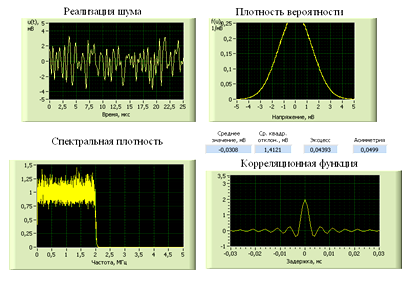 Реализация шума
Плотность вероятности
u(t),
мВ
5
4
2
0
-2
-4
-5
0 2,5 5 7,5 10 12,5 15 17,5 20 22,5 25
Время, мкс
f(u),
1/мВ
0,25
0,2
0,15
0,1
0,05
0
-5 -4 -3 -2 -1 0 1 2 3 4 5
Напряжение, мВ
Спектральная плотность
Среднее значение, мВ
Ср. квадр. отклон., мВ
Эксцесс
Асимметрия
-0,0308
1,4121
0,04393
0,0499
Корреляционная функция
1,5
1,25
1
0,75
0,5
0,25
0
0 0,5 1 1,5 2 2,5 3 3,5 4 4,5 5
Частота, МГц
3,5
3
2
1
0
-0,5
-0,03 -0,02 -0,01 0 0,01 0,02 0,03
Задержка, мс